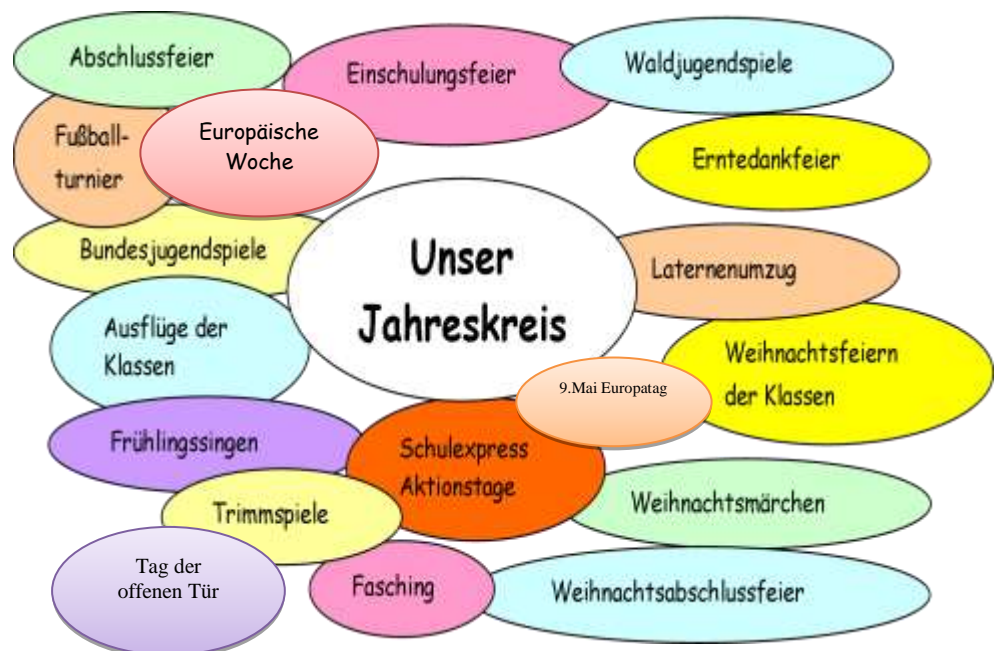 Abschlussfeier
Einschulungsfeier
Waldjugendspiele
Fußball-
turnier
Europäische
Woche
Erntedankfeier
Bundesjugendspiele
Unser
Jahreskreis
Laternenumzug
Ausflüge der
Klassen
Weihnachtsfeiern
der Klassen
9.Mai Europatag
Frühlingssingen
Schulexpress
Aktionstage
Trimmspiele
Weihnachtsmärchen
Tag der
offenen Tür
Fasching
Weihnachtsabschlussfeier